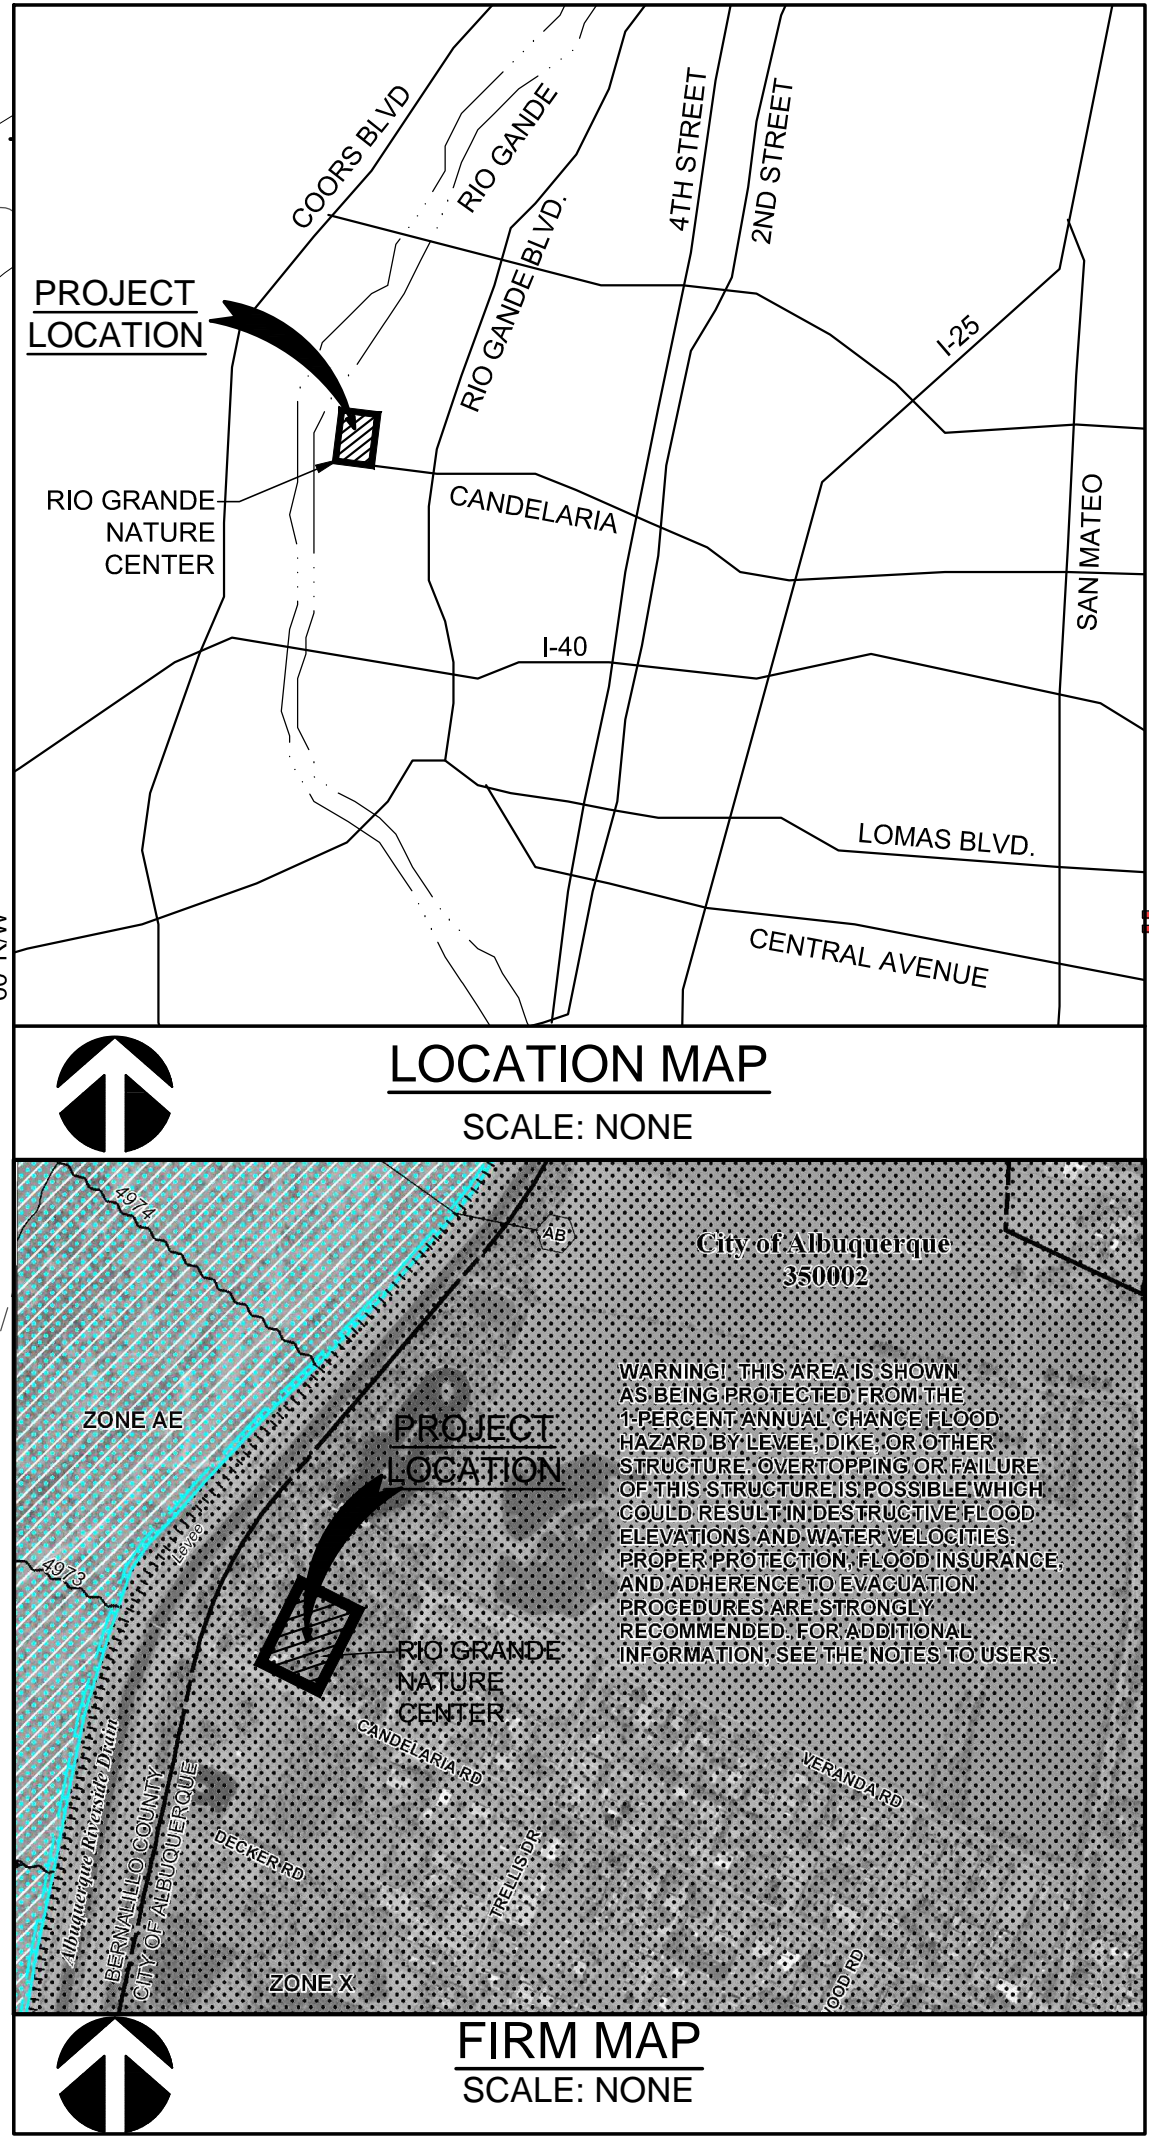 COORS BLVD
RIO GANDE
4TH STREET
2ND STREET
RIO GANDE BLVD.
PROJECT
LOCATION
I-25
RIO GRANDE
NATURE
CENTER
CANDELARIA
SAN MATEO
I-40
LOMAS BLVD.
CENTRAL AVENUE
LOCATION MAP
SCALE: NONE
4974
AB
City of Albuquerque
350002
ZONE AE
WARNING! THIS AREA IS SHOWN
AS BEING PROTECTED FROM THE
1-PERCENT ANNUAL CHANCE FLOOD
HAZARD BY LEVEE, DIKE, OR OTHER
STRUCTURE. OVERTOPPING OR FAILURE
OF THIS STRUCTURE IS POSSIBLE WHICH
COULD RESULT IN DESTRUCTIVE FLOOD
ELEVATIONS AND WATER VELOCITIES.
PROPER PROTECTION, FLOOD INSURANCE,
AND ADHERENCE TO EVACUATION
PROCEDURES ARE STRONGLY
RECOMMENDED. FOR ADDITIONAL
INFORMATION, SEE THE NOTES TO USERS.
PROJECT
LOCATION
Levee
4973
RIO GRANDE
NATURE
CENTER
CANDELARIA RD
VERANDA RD
Albuquerque Riverside Drain
BERNALILLO COUNTY
CITY OF ALBUQUERQUE
DECKER RD
TRELLIS DR
OOD RD
ZONE X
FIRM MAP
SCALE: NONE